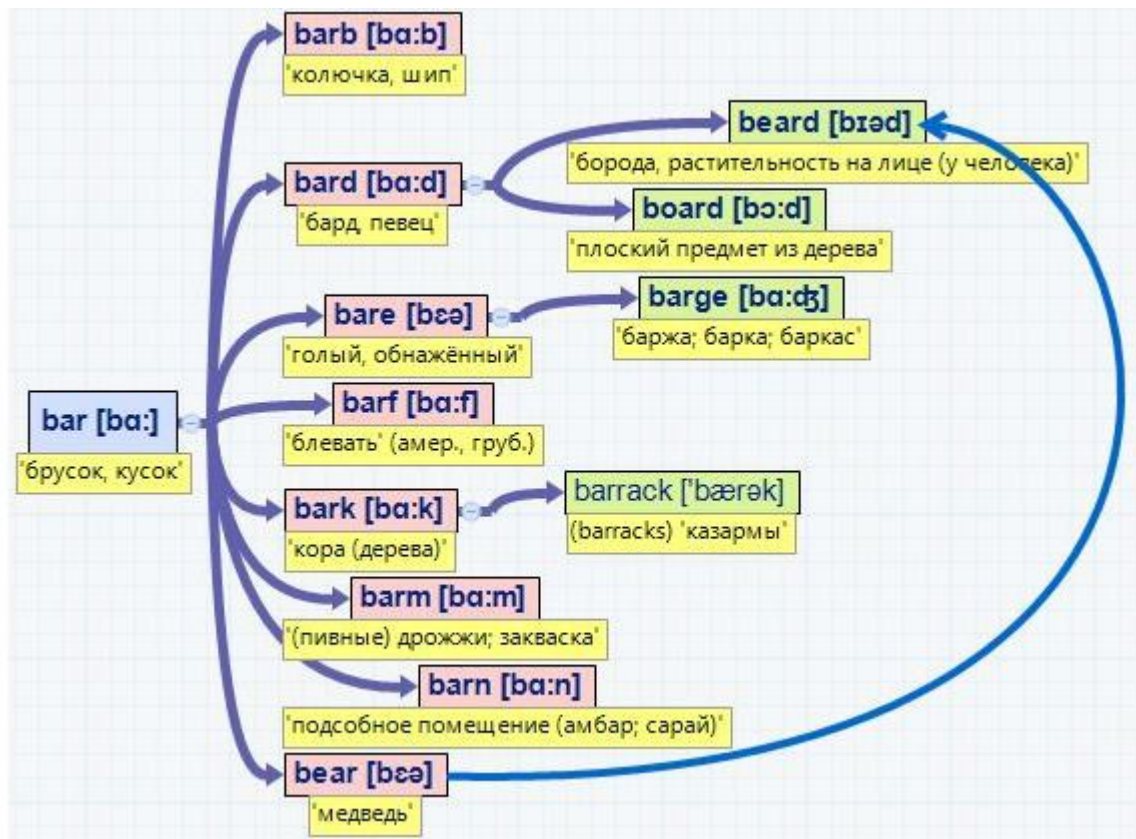 barb [bɑ:b]
'колючка, шип'
beard [bɪəd]
'борода, растительность на лице (у человека)'
bard [bɑ:d]
'бард, певец'
board [bɔ:d]
'плоский предмет из дерева'
bare [bɛə]
'голый, обнажённый'
barge [bɑ:ʤ]
'баржа; барка; баркас'
bar [bɑ:]
'брусок, кусок'
barf [bɑ:f]
'блевать' (амер., груб.)
bark [bɑ:k]
'кора (дерева)'
barrack ['bærək]
(barracks) 'казармы'
barm [bɑ:m]
'(пивные) дрожжи; закваска'
barn [bɑ:n]
'подсобное помещение (амбар; сарай)'
bear [bɛə]
'медведь'